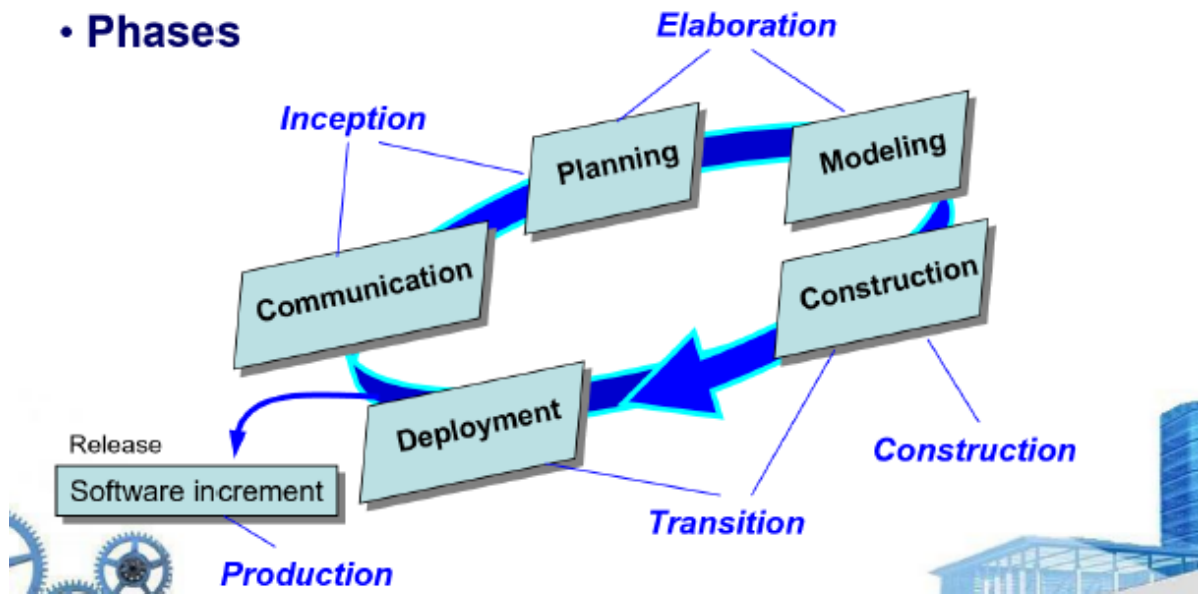 • Phases
Elaboration
Inception
Planning
Modeling
Communication
Construction
Deployment
Release
Software increment
Construction
Transition
Production